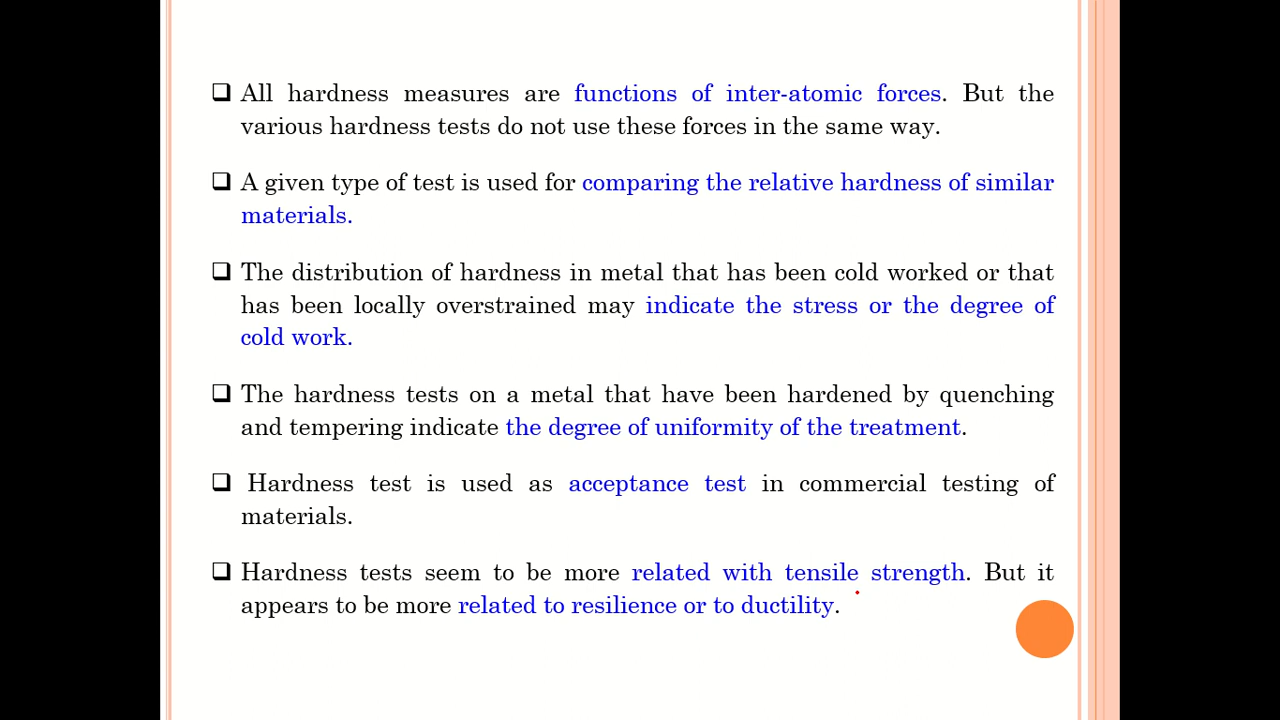 ❑ All hardness measures are functions of inter-atomic forces. But the
various hardness tests do not use these forces in the same way.
❑ A given type of test is used for comparing the relative hardness of similar
materials.
❑ The distribution of hardness in metal that has been cold worked or that
has been locally overstrained may indicate the stress or the degree of
cold work.
❑ The hardness tests on a metal that have been hardened by quenching
and tempering indicate the degree of uniformity of the treatment.
❑ Hardness test is used as acceptance test in commercial testing of
materials.
❑ Hardness tests seem to be more related with tensile strength. But it
appears to be more related to resilience or to ductility.